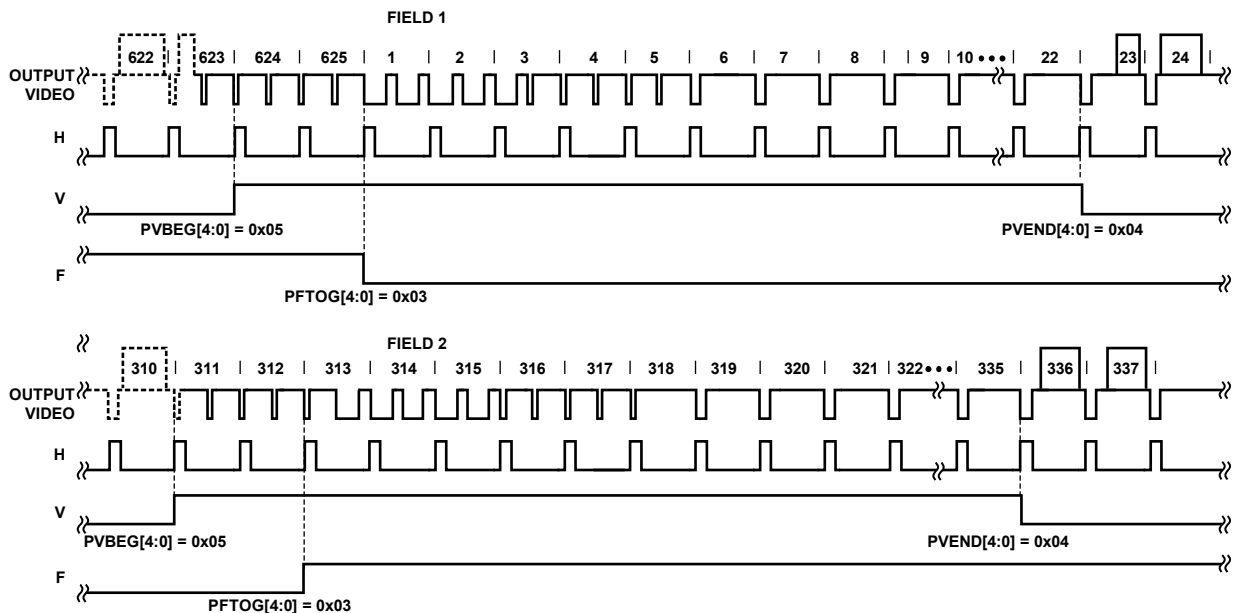 FIELD 1
622 | 623 | 624 | 625 | 1 | 2 | 3 | 4 | 5 | 6 | 7 | 8 | 9 | 10 ••• | 22 | 23 | 24 |
OUTPUT
VIDEO
H
V
PVBEG[4:0] = 0x05
PVEND[4:0] = 0x04
F
PFTOG[4:0] = 0x03
FIELD 2
310 | 311 | 312 | 313 | 314 | 315 | 316 | 317 | 318 | 319 | 320 | 321 | 322 ••• | 335 | 336 | 337 |
OUTPUT
VIDEO
H
V
PVBEG[4:0] = 0x05
PVEND[4:0] = 0x04
F
PFTOG[4:0] = 0x03